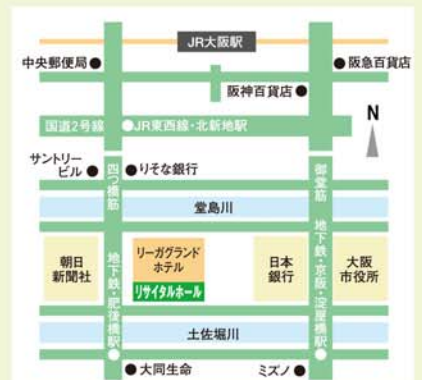 JR大阪駅
中央郵便局
阪急百貨店
阪神百貨店
N
国道2号線
JR東西線・北新地駅
サントリー
ビル
四つ橋筋
りそな銀行
御堂筋
堂島川
朝日
新聞社
地下鉄・肥後橋駅
リーガグランド
ホテル
リサイタルホール
日本
銀行
地下鉄・京阪・淀屋橋駅
大阪
市役所
土佐堀川
大同生命
ミズノ